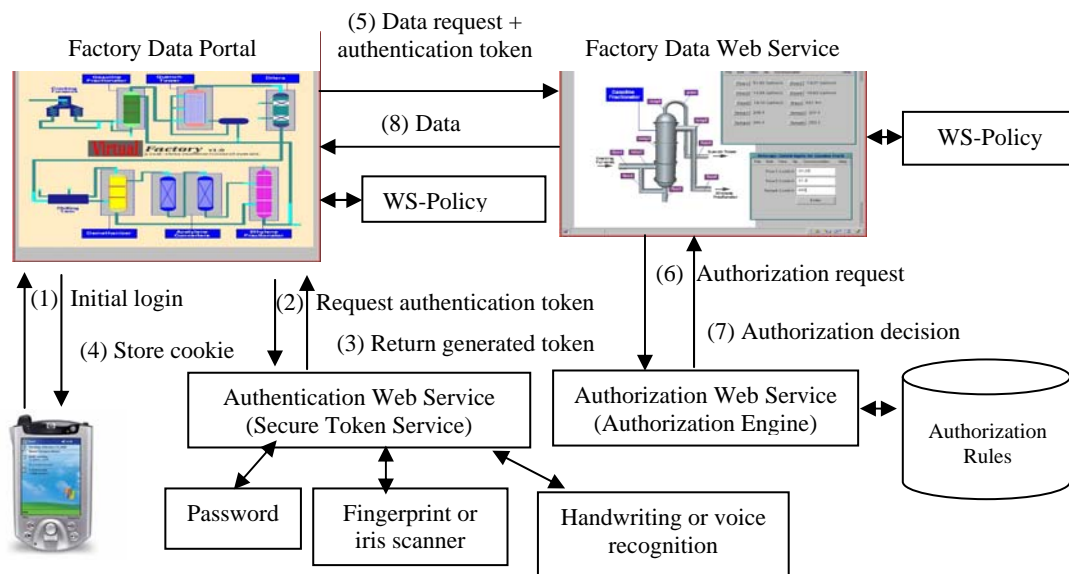 (5) Data request +
authentication token
Factory Data Portal
Factory Data Web Service
Quench
Tower
Virtual Factory v1.0
Demethanizer
Acetylene
Converters
Ethylene
Fractionator
(8) Data
WS-Policy
WS-Policy
(1) Initial login
(4) Store cookie
(2) Request authentication token
(3) Return generated token
(6) Authorization request
(7) Authorization decision
Authentication Web Service
(Secure Token Service)
Authorization Web Service
(Authorization Engine)
Authorization
Rules
Password
Fingerprint or
iris scanner
Handwriting or voice
recognition